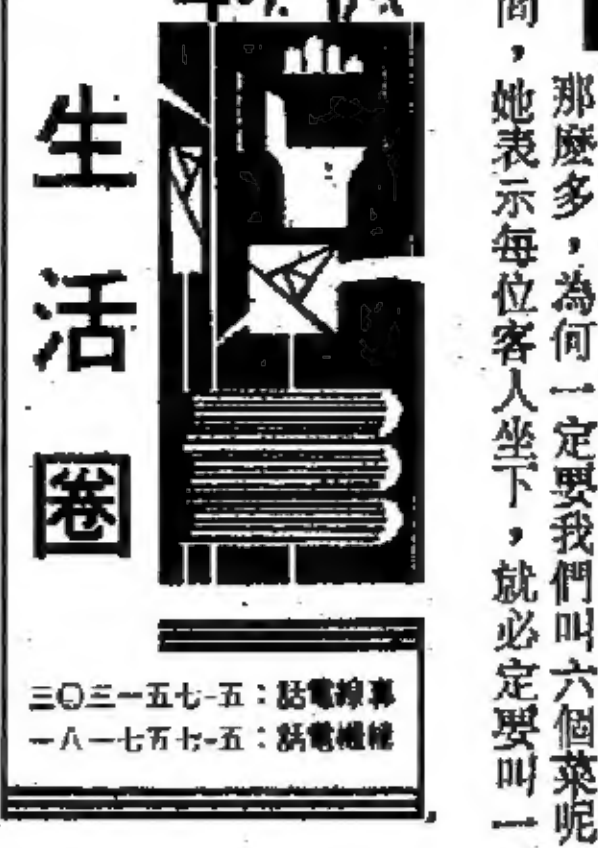 那麼多，為何一定要我們叫六個菜呢
，她表示每位客人坐下，就必定要叫一
生活圈
專線電話：五-七五一三〇三
總機電話：五-七五七一八一